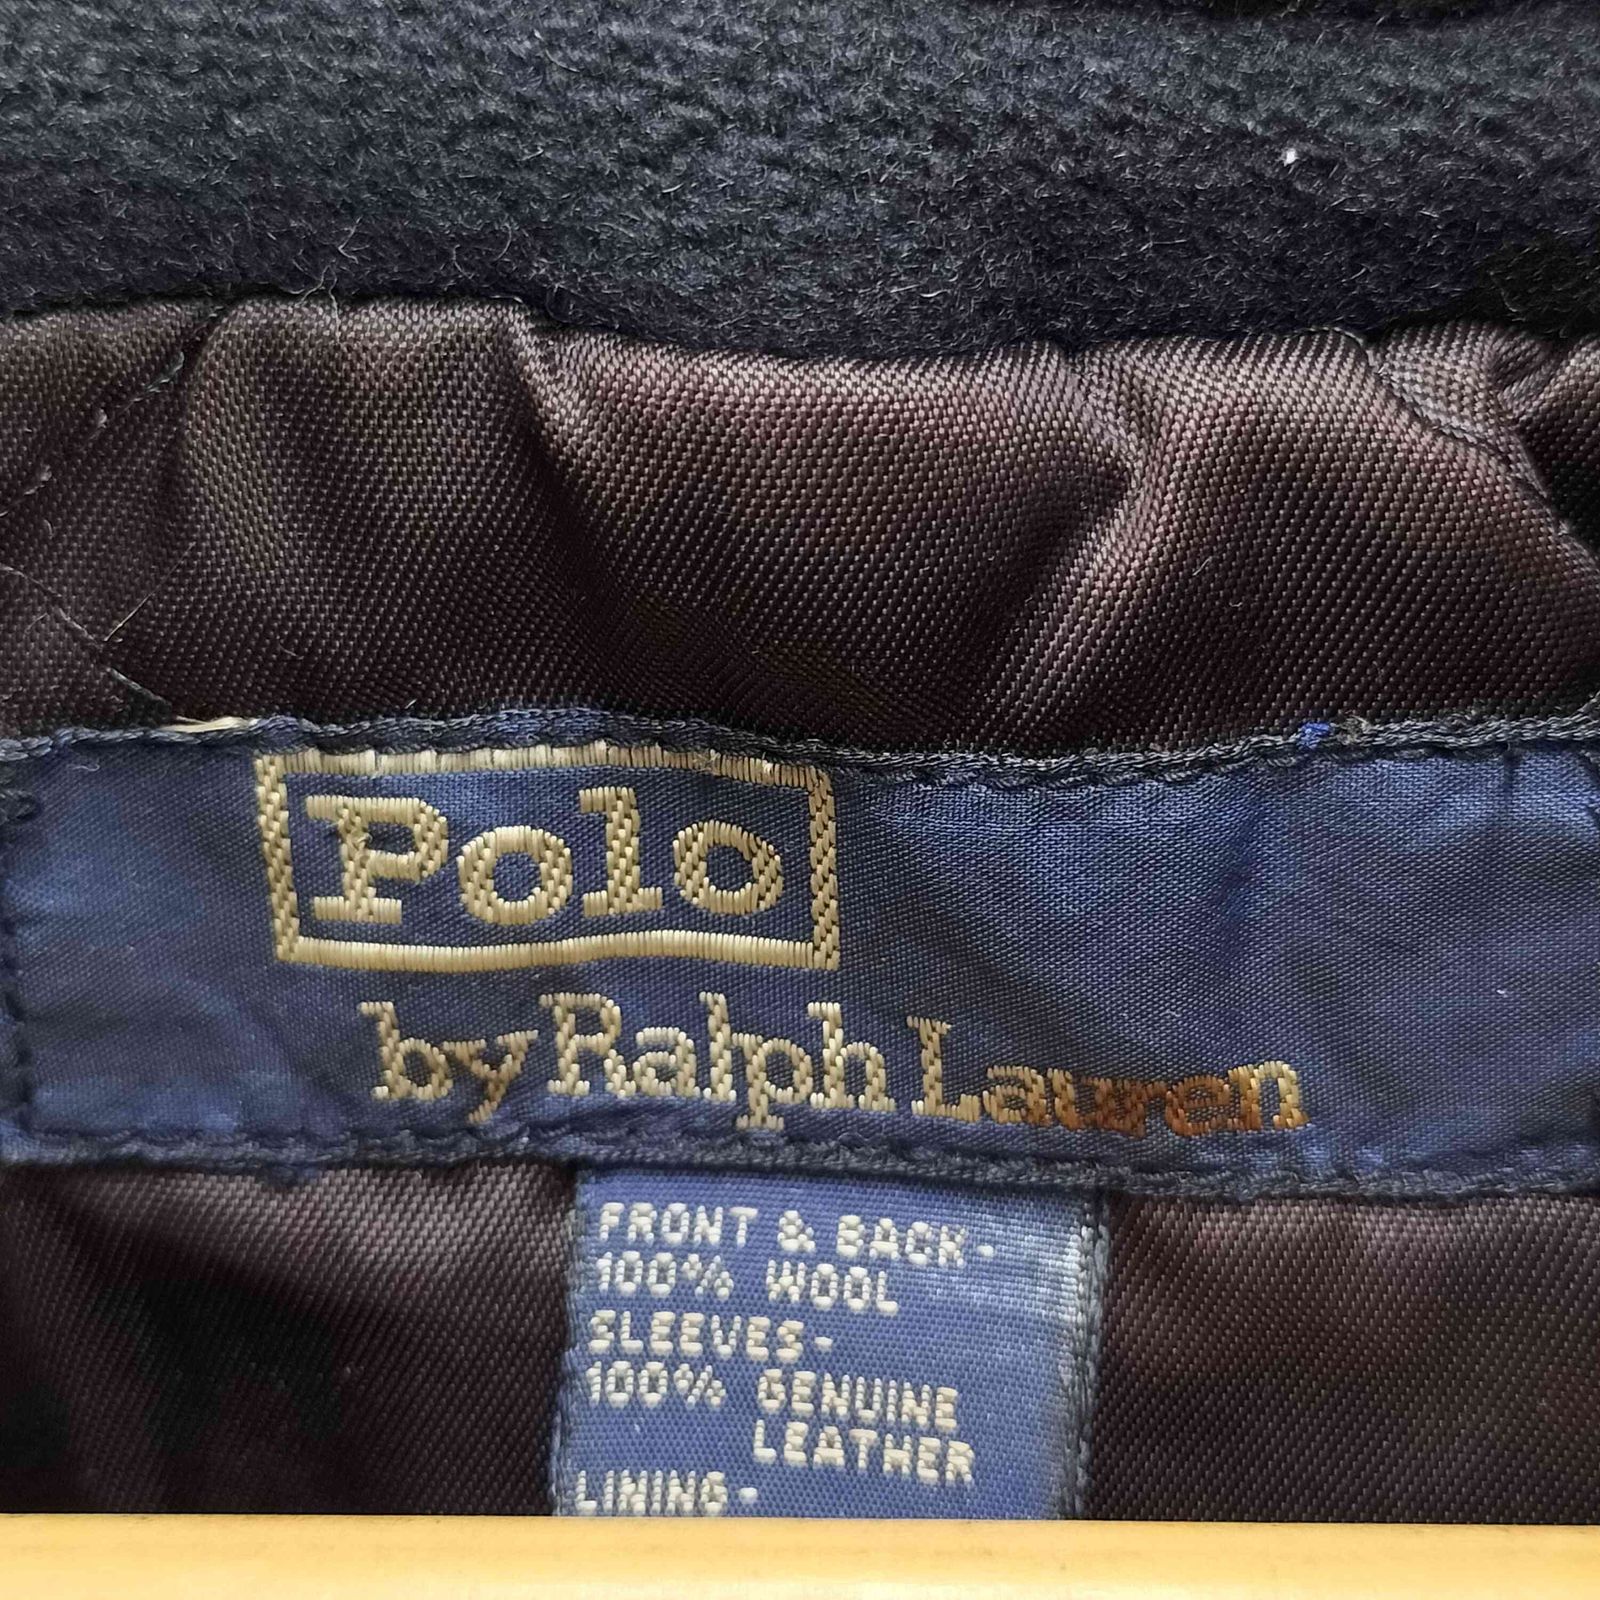 Polo
by Ralph Lauren
FRONT & BACK-
100% WOOL
SLEEVES-
100% GENUINE
LEATHER
LINING-